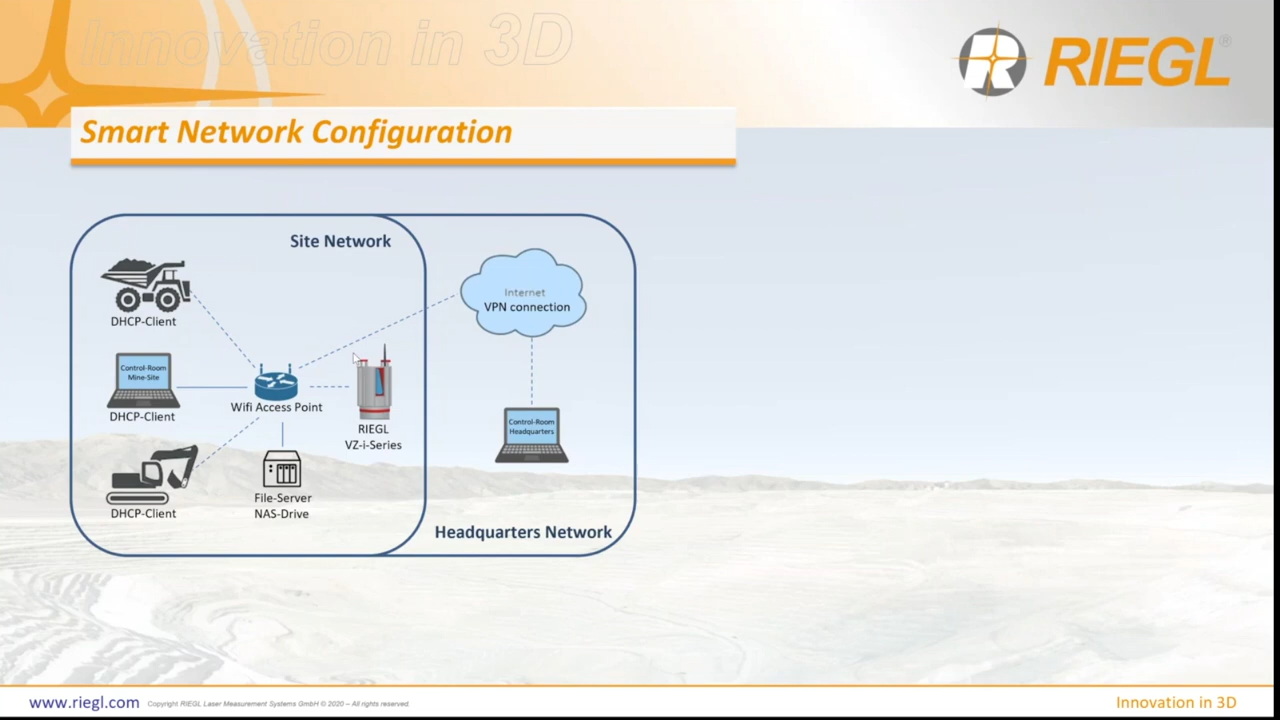 Innovation in 3D
RIEGL®
Smart Network Configuration
Site Network
DHCP-Client
Internet
VPN connection
Control-Room
Mine-Site
DHCP-Client
Wifi Access Point
RIEGL
VZ-i-Series
Control-Room
Headquarters
DHCP-Client
File-Server
NAS-Drive
Headquarters Network
www.riegl.com
Copyright RIEGL Laser Measurement Systems GmbH © 2020 – All rights reserved.
Innovation in 3D